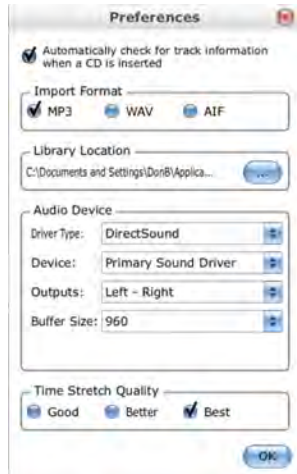 Preferences
Automatically check for track information
when a CD is inserted
Import Format
MP3 WAV AIF
Library Location
C:\Documents and Settings\DonB\Applica... ...
Audio Device
Driver Type: DirectSound
Device: Primary Sound Driver
Outputs: Left - Right
Buffer Size: 960
Time Stretch Quality
Good Better Best
OK